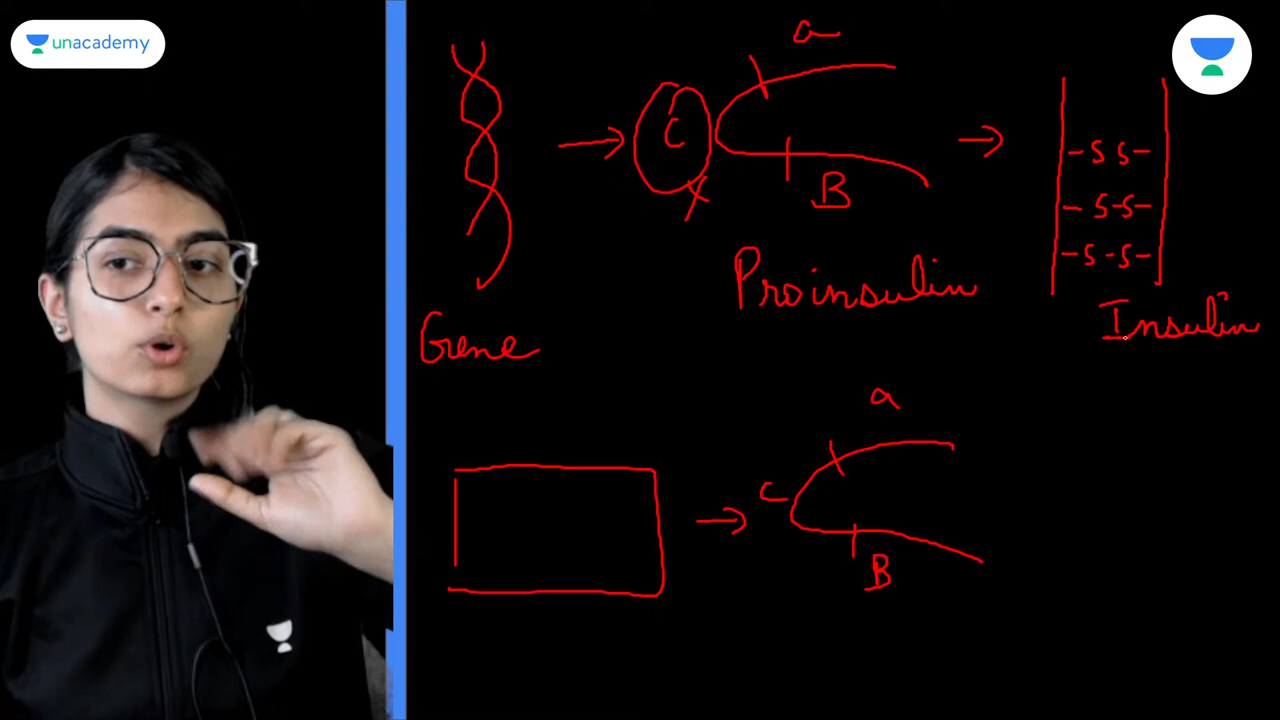 unacademy
a
C
B
-S S-
-S-S-
-S-S-
Proinsulin
Insulin
Gene
a
C
B